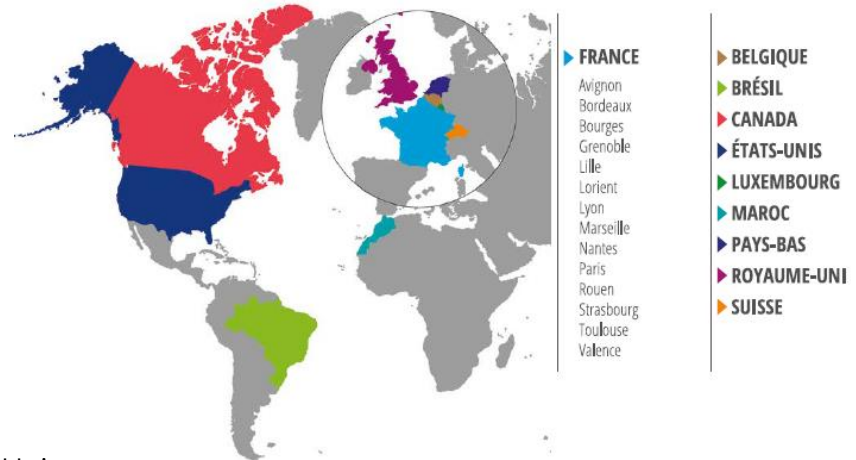 FRANCE
Avignon
Bordeaux
Bourges
Grenoble
Lille
Lorient
Lyon
Marseille
Nantes
Paris
Rouen
Strasbourg
Toulouse
Valence
BELGIQUE
BRÉSIL
CANADA
ÉTATS-UNIS
LUXEMBOURG
MAROC
PAYS-BAS
ROYAUME-UNI
SUISSE